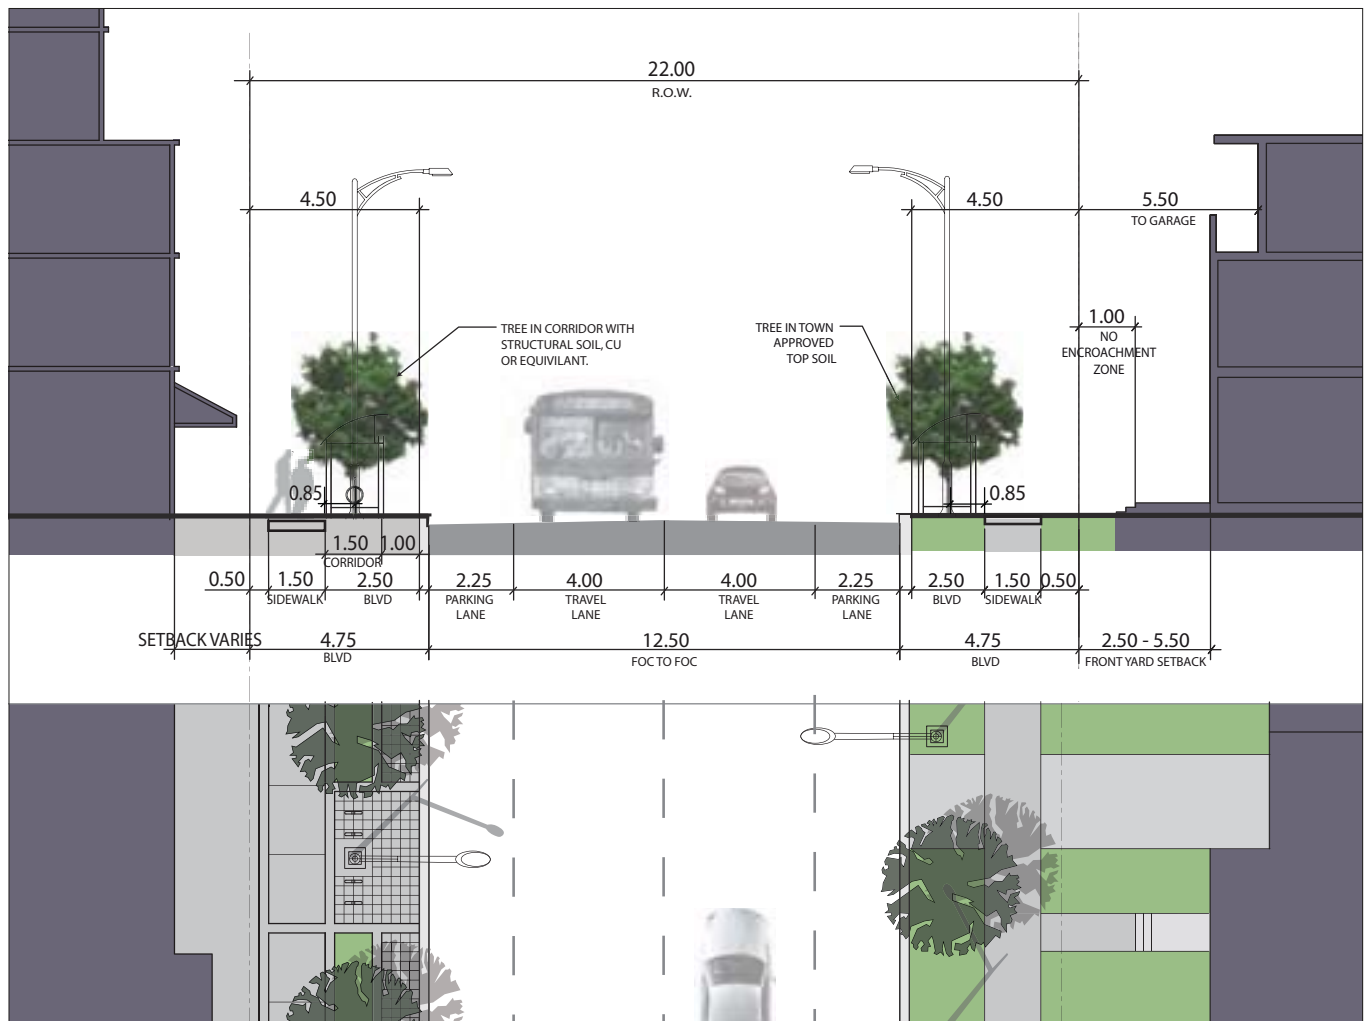 22.00
R.O.W.
4.50
4.50
5.50
TO GARAGE
TREE IN CORRIDOR WITH
STRUCTURAL SOIL, CU
OR EQUIVILANT.
TREE IN TOWN
APPROVED
TOP SOIL
1.00
NO
ENCROACHMENT
ZONE
0.85
0.85
1.50
1.00
CORRIDOR
0.50
1.50
2.50
2.25
4.00
4.00
2.25
2.50
1.50
0.50
SIDEWALK
BLVD
PARKING
LANE
TRAVEL
LANE
TRAVEL
LANE
PARKING
LANE
BLVD
SIDEWALK
SETBACK VARIES
4.75
BLVD
12.50
FOC TO FOC
4.75
BLVD
2.50 - 5.50
FRONT YARD SETBACK